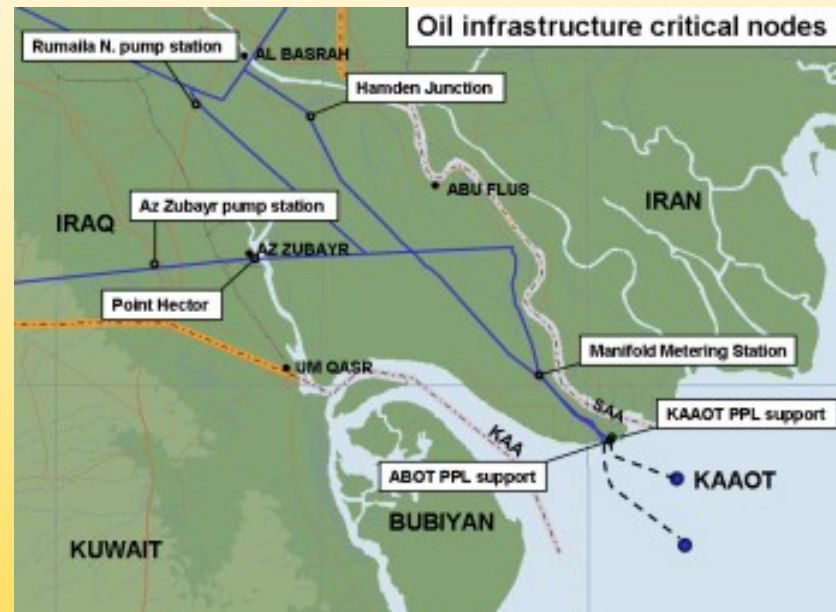 Oil infrastructure critical nodes
Rumaila N. pump station
AL BASRAH
Hamden Junction
ABU FLUS
IRAN
Az Zubayr pump station
IRAQ
AZ ZUBAYR
Point Hector
Manifold Metering Station
UM QASR
SAA
KAAOT PPL support
KAA
ABOT PPL support
KAAOT
BUBIYAN
KUWAIT